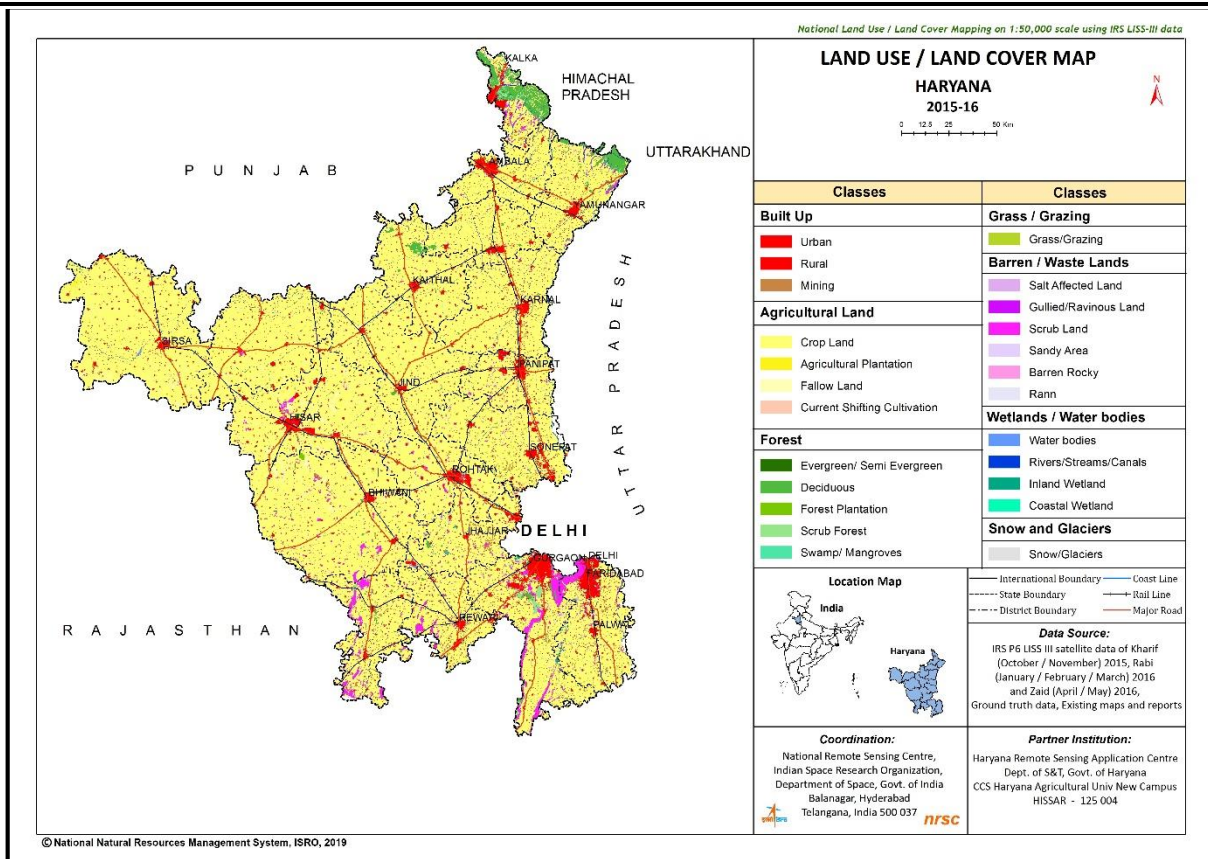 National Land Use / Land Cover Mapping on 1:50,000 scale using IRS LISS-III data
LAND USE / LAND COVER MAP
HARYANA
2015-16
N
0 12.5 25 50 Km
KALKA
HIMACHAL
PRADESH
UTTARAKHAND
PUNJAB
AMBALA
YAMUNANGAR
KAITHAL
KARNAL
UTTAR PRADESH
SIRSA
PANIPAT
JIND
HISAR
SONEPAT
ROHTAK
BHIWANI
JHAJJAR
DELHI
GURGAON
DELHI
FARIDABAD
REWARI
PALWAL
RAJASTHAN
Classes
Built Up
Urban
Rural
Mining
Agricultural Land
Crop Land
Agricultural Plantation
Fallow Land
Current Shifting Cultivation
Forest
Evergreen/ Semi Evergreen
Deciduous
Forest Plantation
Scrub Forest
Swamp/ Mangroves
Classes
Grass / Grazing
Grass/Grazing
Barren / Waste Lands
Salt Affected Land
Gullied/Ravinous Land
Scrub Land
Sandy Area
Barren Rocky
Rann
Wetlands / Water bodies
Water bodies
Rivers/Streams/Canals
Inland Wetland
Coastal Wetland
Snow and Glaciers
Snow/Glaciers
Location Map
India
Haryana
International Boundary
Coast Line
State Boundary
Rail Line
District Boundary
Major Road
Data Source:
IRS P6 LISS III satellite data of Kharif
(October / November) 2015, Rabi
(January / February / March) 2016
and Zaid (April / May) 2016,
Ground truth data, Existing maps and reports
Coordination:
National Remote Sensing Centre,
Indian Space Research Organization,
Department of Space, Govt. of India
Balanagar, Hyderabad
Telangana, India 500 037
nrsc
Partner Institution:
Haryana Remote Sensing Application Centre
Dept. of S&T, Govt. of Haryana
CCS Haryana Agricultural Univ New Campus
HISSAR - 125 004
© National Natural Resources Management System, ISRO, 2019